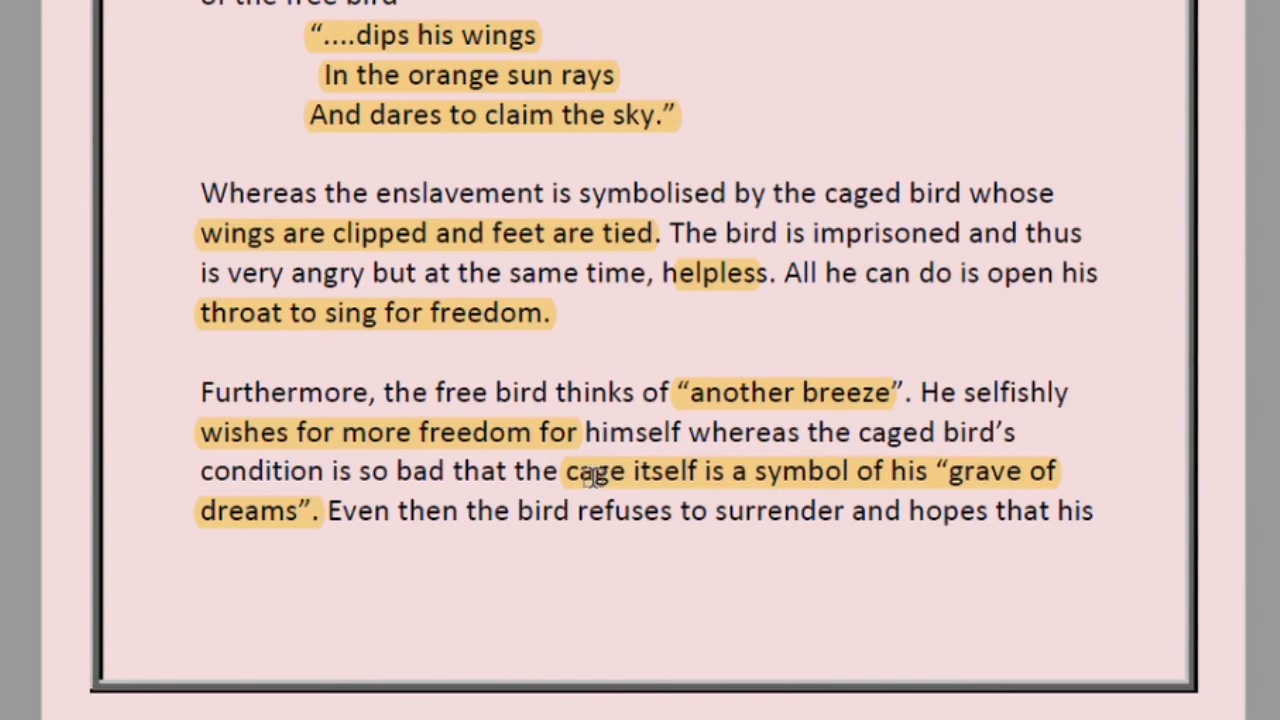 of the free bird
“....dips his wings
In the orange sun rays
And dares to claim the sky.”
Whereas the enslavement is symbolised by the caged bird whose
wings are clipped and feet are tied. The bird is imprisoned and thus
is very angry but at the same time, helpless. All he can do is open his
throat to sing for freedom.
Furthermore, the free bird thinks of “another breeze”. He selfishly
wishes for more freedom for himself whereas the caged bird’s
condition is so bad that the cage itself is a symbol of his “grave of
dreams”. Even then the bird refuses to surrender and hopes that his